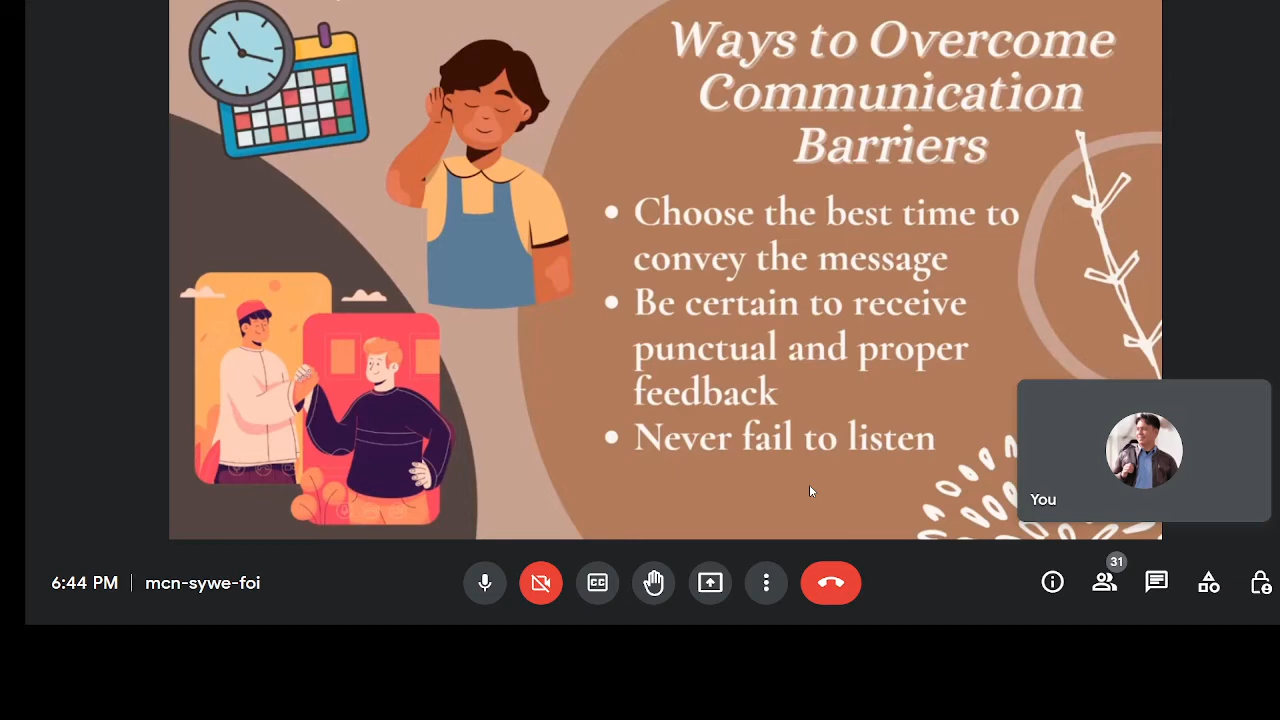 Ways to Overcome
Communication
Barriers
• Choose the best time to
convey the message
• Be certain to receive
punctual and proper
feedback
• Never fail to listen
You
6:44 PM | mcn-sywe-foi
CC
31